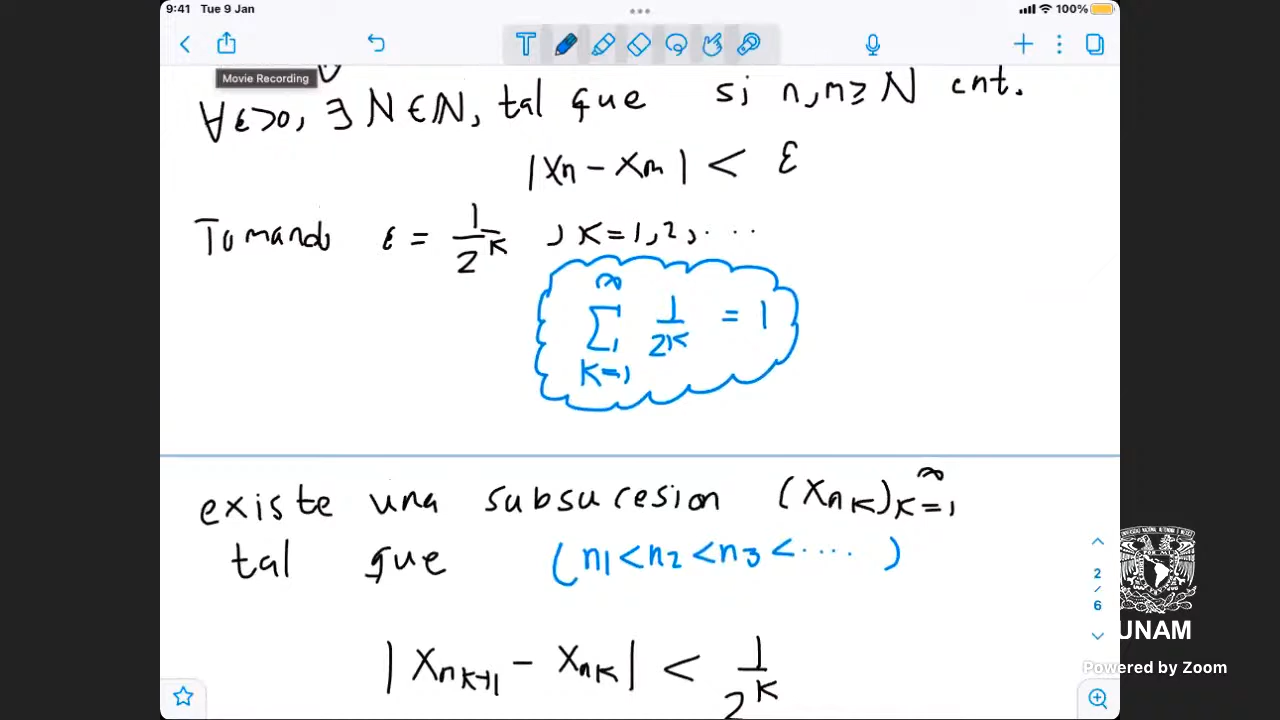 9:41 Tue 9 Jan 100%
Movie Recording
∀ε>0, ∃ N∈ℕ, tal que si n,m≥N ent.
|xn − xm| < ε
Tomando ε = 1/2^k , k=1,2,....
∞
∑ 1/2^k = 1
k=1
existe una subsucesion (x_{n_k})_{k=1}^∞
tal que (n1<n2<n3<....)
|x_{n_{k+1}} − x_{n_k}| < 1/2^k
2
/
6
UNAM
Powered by Zoom